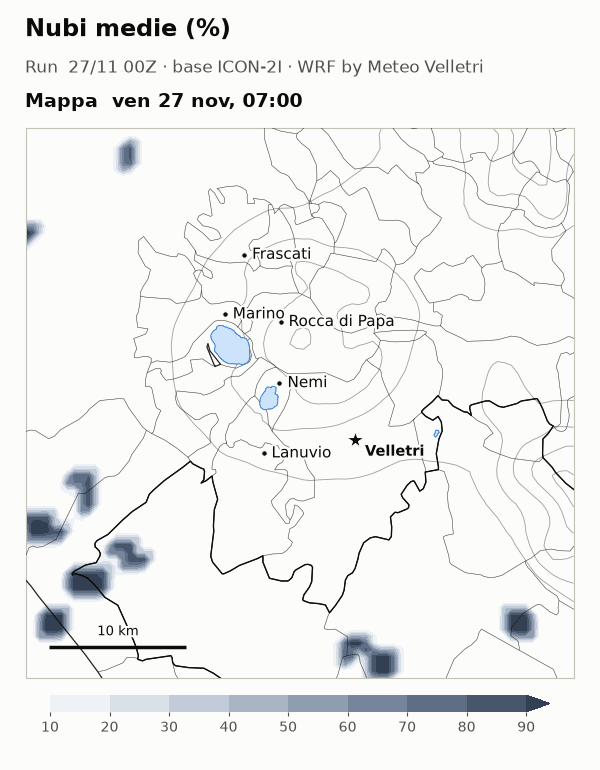 Nubi medie (%)
Run  27/11 00Z · base ICON-2I · WRF by Meteo Velletri
Mappa  ven 27 nov, 07:00
Frascati
Marino
Rocca di Papa
Nemi
Velletri
Lanuvio
10 km
10 20 30 40 50 60 70 80 90